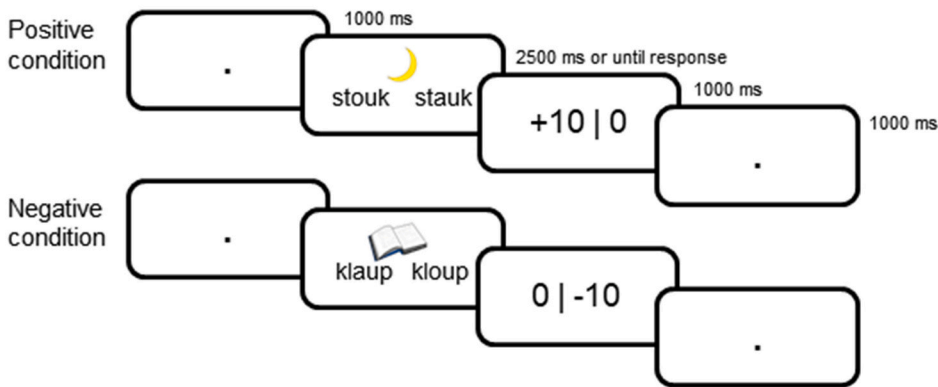 Positive
condition
1000 ms
stouk stauk
2500 ms or until response
+10 | 0
1000 ms
1000 ms
Negative
condition
klaup kloup
0 | -10